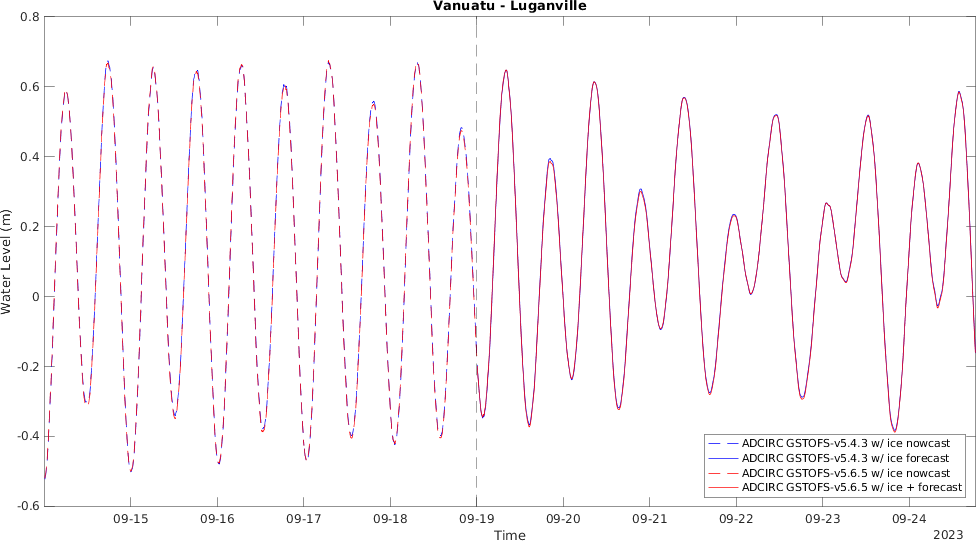 Vanuatu - Luganville
Water Level (m)
0.8
0.6
0.4
0.2
0
-0.2
-0.4
-0.6
09-15
09-16
09-17
09-18
09-19
09-20
09-21
09-22
09-23
09-24
Time
2023
ADCIRC GSTOFS-v5.4.3 w/ ice nowcast
ADCIRC GSTOFS-v5.4.3 w/ ice forecast
ADCIRC GSTOFS-v5.6.5 w/ ice nowcast
ADCIRC GSTOFS-v5.6.5 w/ ice + forecast